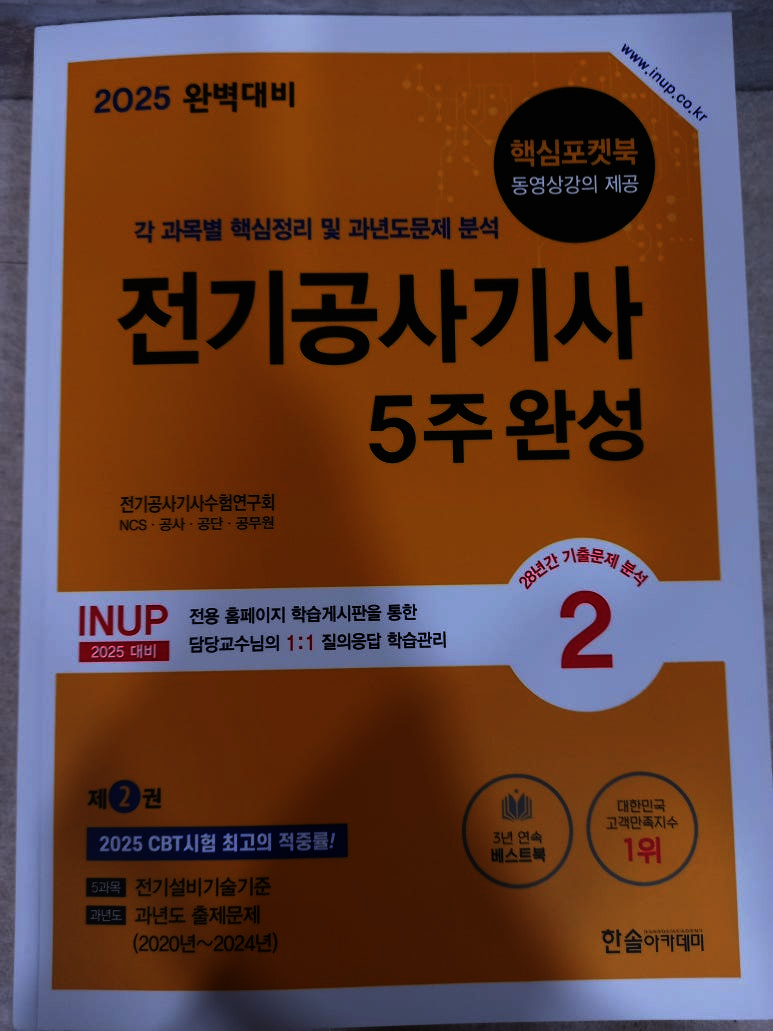 www.inup.co.kr
2025 완벽대비
핵심포켓북
동영상강의 제공
각 과목별 핵심정리 및 과년도문제 분석
전기공사기사
5주완성
전기공사기사수험연구회
NCS · 공사 · 공단 · 공무원
28년간 기출문제 분석
2
INUP
2025 대비
전용 홈페이지 학습게시판을 통한
담당교수님의 1:1 질의응답 학습관리
제2권
2025 CBT시험 최고의 적중률!
5과목 전기설비기술기준
과년도 과년도 출제문제
(2020년~2024년)
3년 연속
베스트북
대한민국
고객만족지수
1위
HANSOL ACADEMY
한솔아카데미